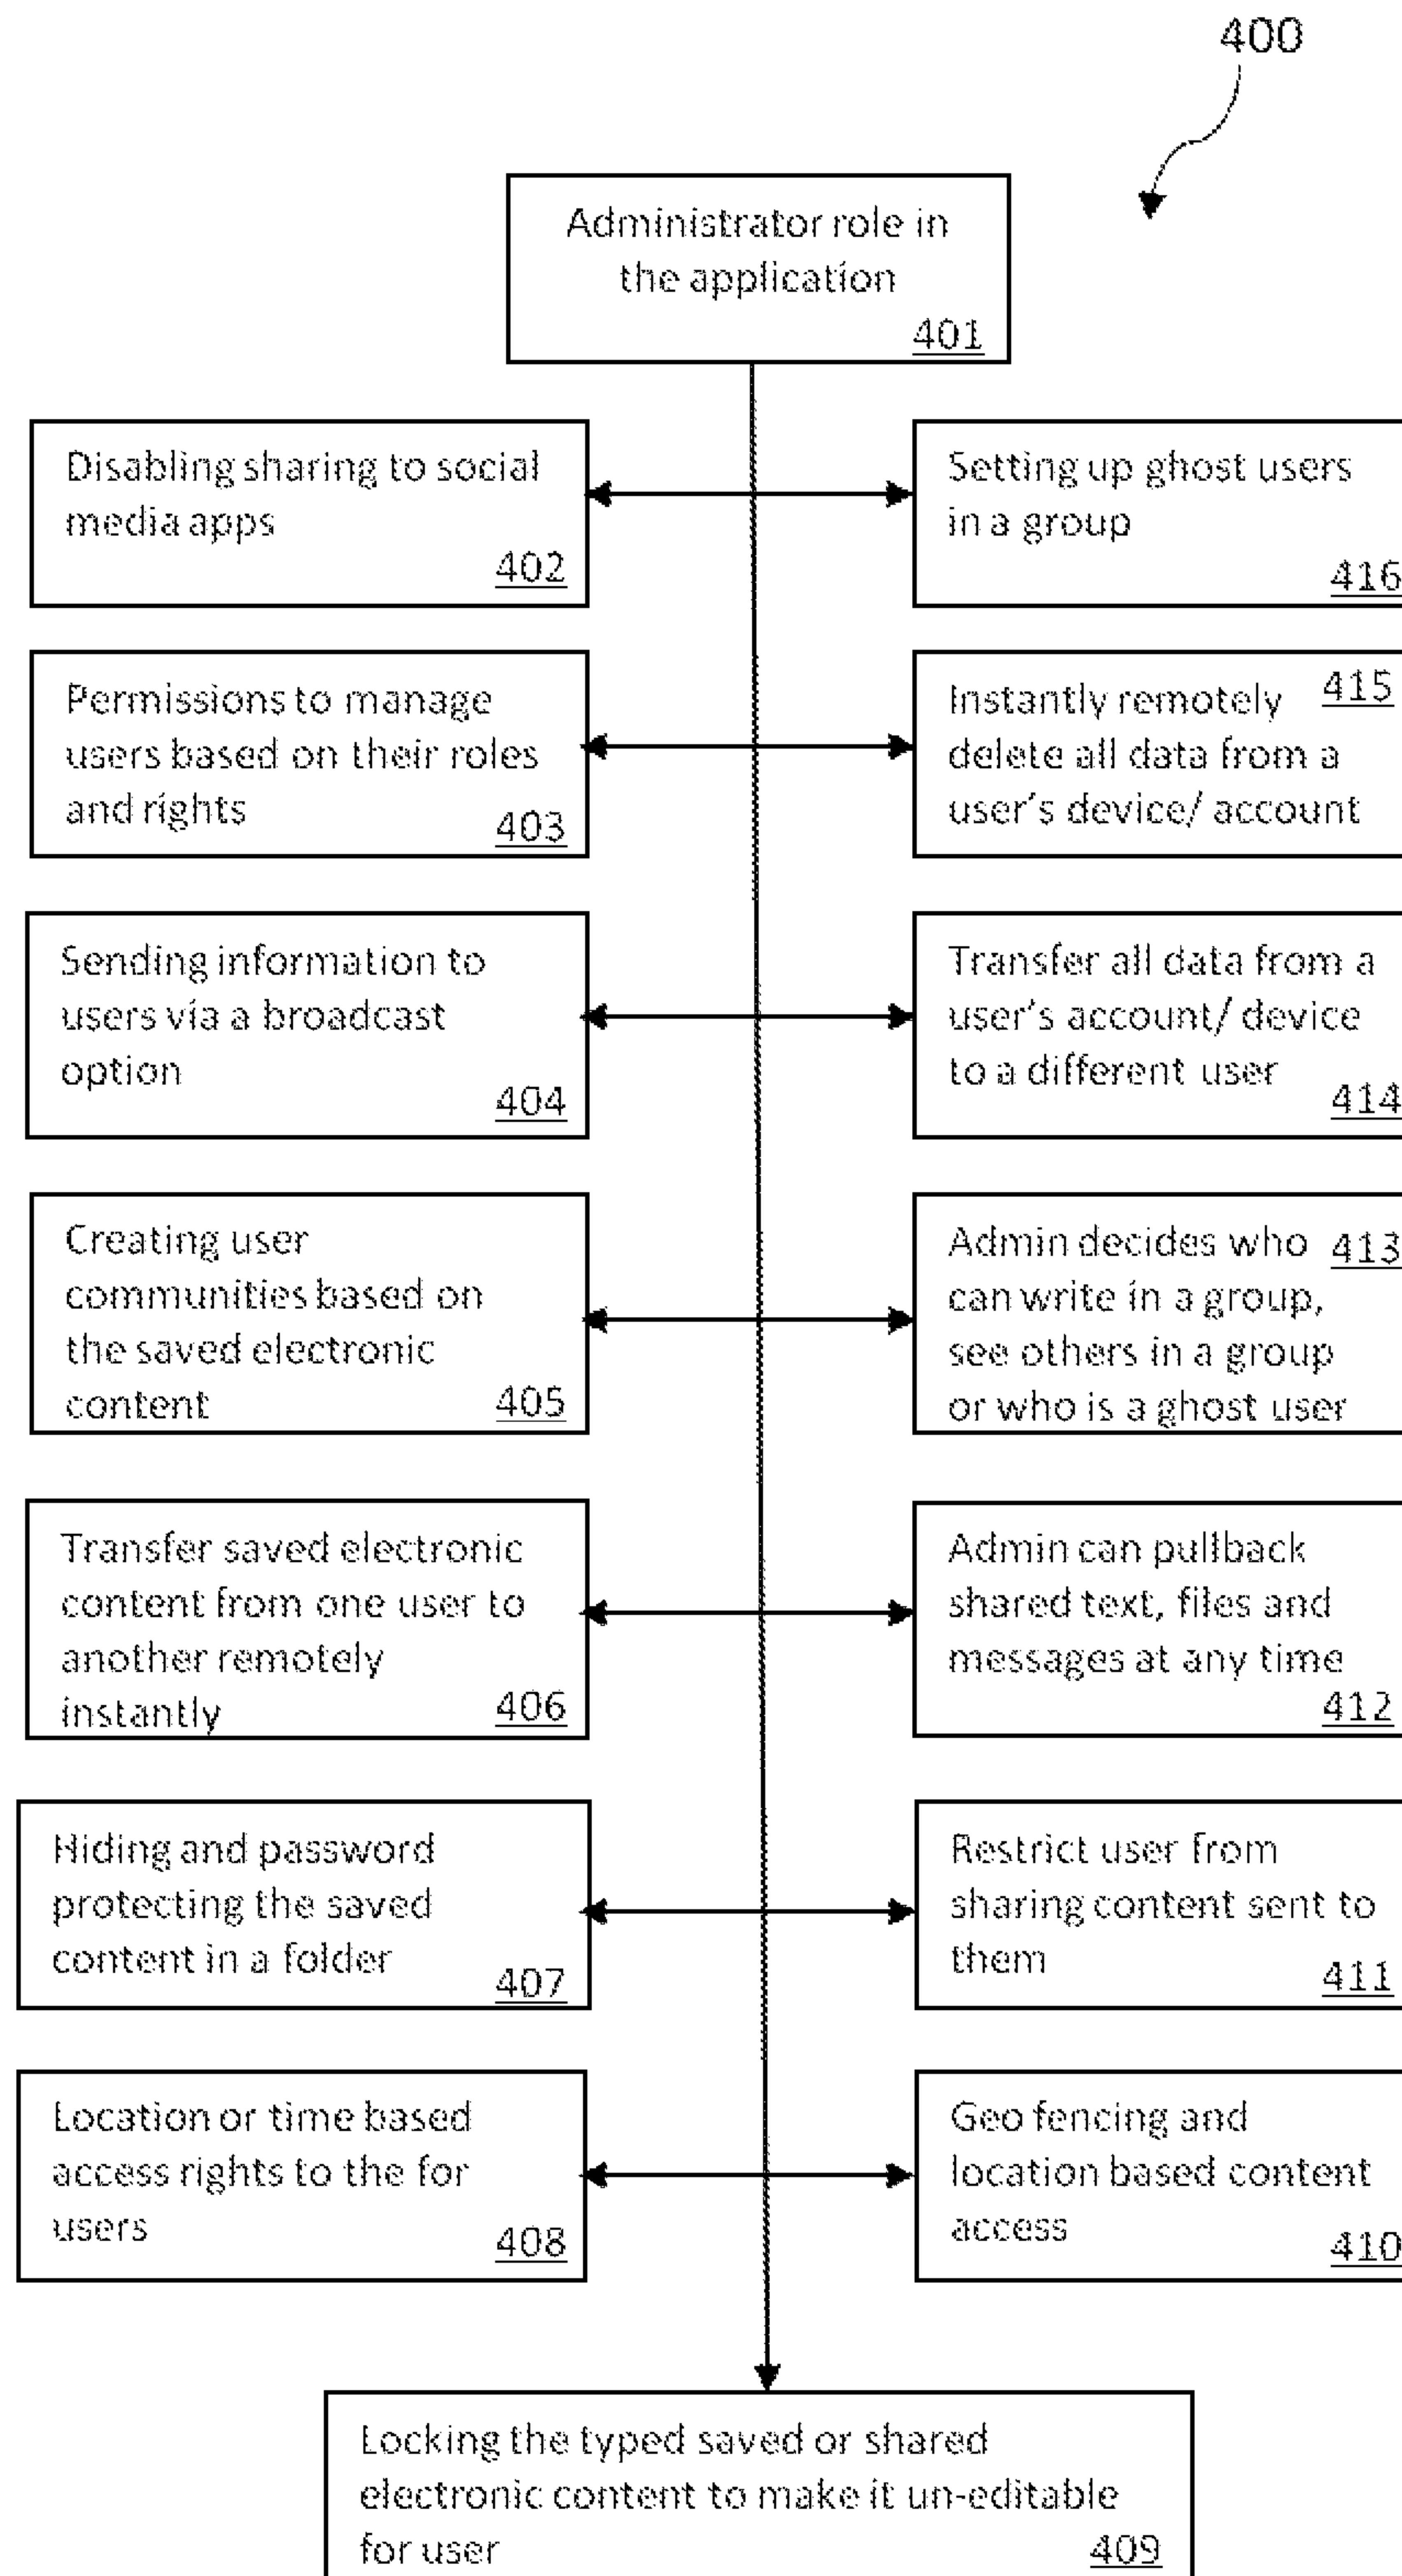 400
Administrator role in
the application
401
Disabling sharing to social
media apps
402
Setting up ghost users
in a group
416
Permissions to manage
users based on their roles
and rights
403
415
Instantly remotely
delete all data from a
user's device/ account
Sending information to
users via a broadcast
option
404
Transfer all data from a
user's account/ device
to a different user
414
Creating user
communities based on
the saved electronic
content
405
Admin decides who 413
can write in a group,
see others in a group
or who is a ghost user
Transfer saved electronic
content from one user to
another remotely
instantly
406
Admin can pullback
shared text, files and
messages at any time
412
Hiding and password
protecting the saved
content in a folder
407
Restrict user from
sharing content sent to
them
411
Location or time based
access rights to the for
users
408
Geo fencing and
location based content
access
410
Locking the typed saved or shared
electronic content to make it un-editable
for user
409